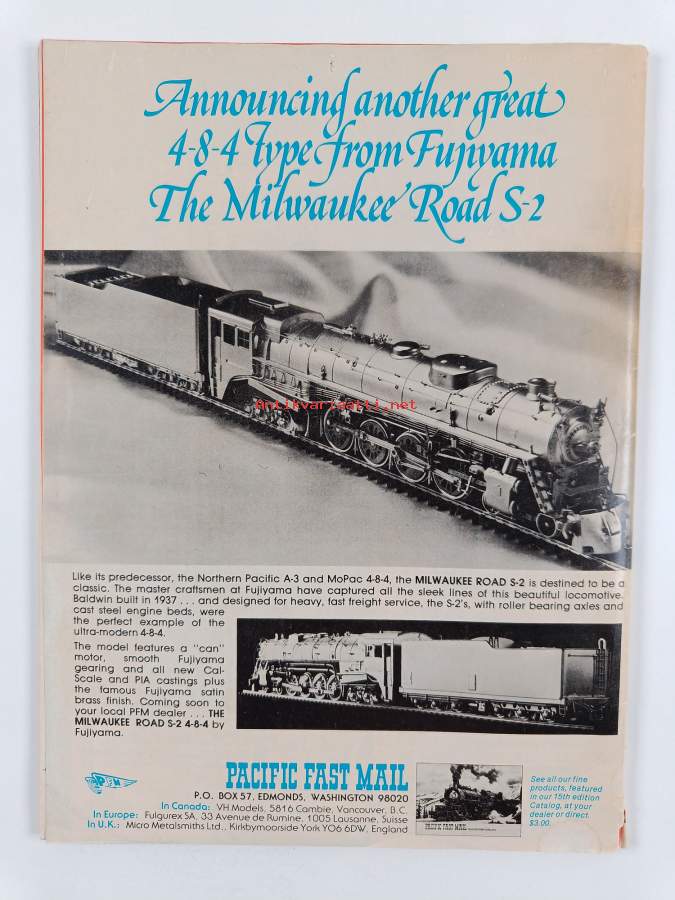 Announcing another great
4-8-4 type from Fujiyama
The Milwaukee Road S-2
Antikvariaatti.net
Like its predecessor, the Northern Pacific A-3 and MoPac 4-8-4, the MILWAUKEE ROAD S-2 is destined to be a
classic. The master craftsmen at Fujiyama have captured all the sleek lines of this beautiful locomotive.
Baldwin built in 1937 . . . and designed for heavy, fast freight service, the S-2's, with roller bearing axles and
cast steel engine beds, were
the perfect example of the
ultra-modern 4-8-4.
The model features a "can"
motor, smooth Fujiyama
gearing and all new Cal-
Scale and PIA castings plus
the famous Fujiyama satin
brass finish. Coming soon to
your local PFM dealer . . . THE
MILWAUKEE ROAD S-2 4-8-4 by
Fujiyama.
PFM
PACIFIC FAST MAIL
P.O. BOX 57, EDMONDS, WASHINGTON 98020
In Canada: VH Models, 5816 Cambie, Vancouver, B.C.
In Europe: Fulgurex SA, 33 Avenue de Rumine, 1005 Lausanne, Suisse
In U.K.: Micro Metalsmiths Ltd., Kirkbymoorside York YO6 6DW, England
PACIFIC FAST MAIL
See all our fine
products, featured
in our 15th edition
Catalog, at your
dealer or direct.
$3.00.